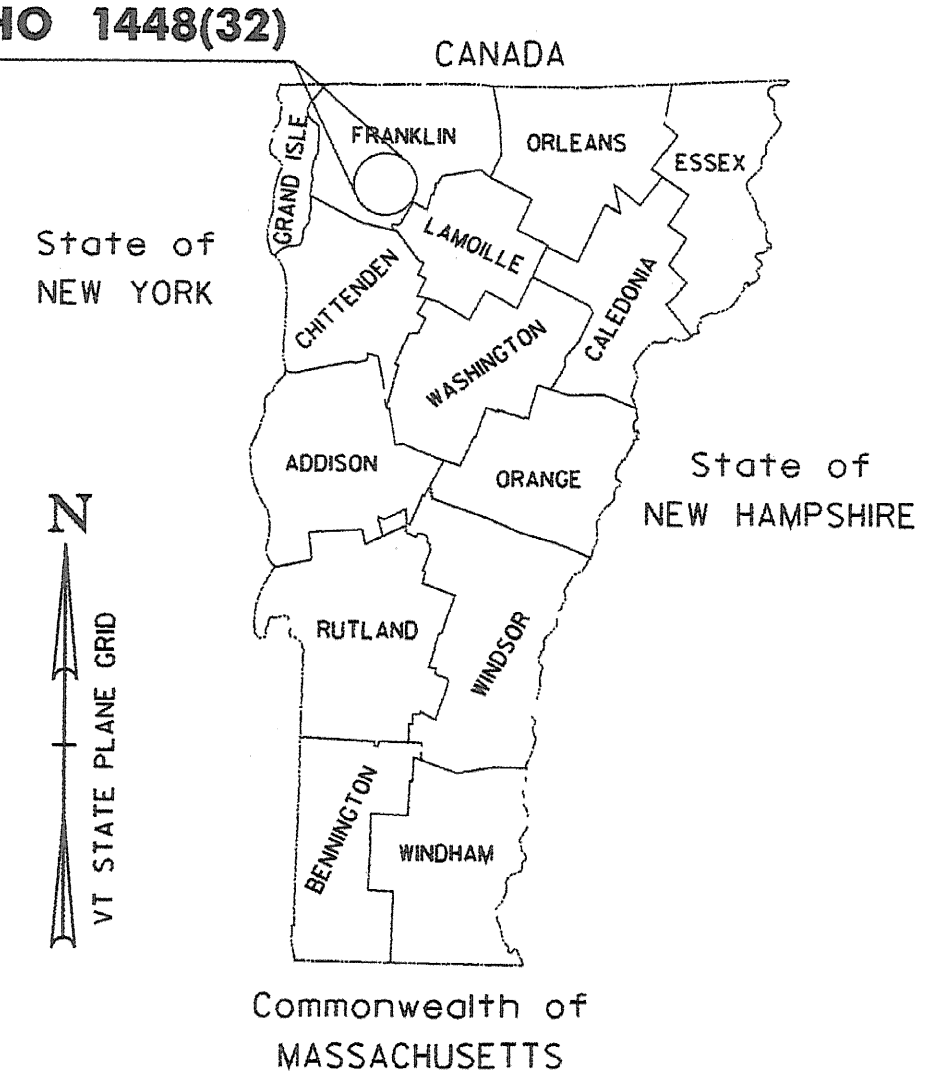 HO 1448(32)
CANADA
GRAND ISLE
FRANKLIN
ORLEANS
ESSEX
LAMOILLE
State of
NEW YORK
CHITTENDEN
CALEDONIA
WASHINGTON
ADDISON
ORANGE
State of
NEW HAMPSHIRE
N
VT STATE PLANE GRID
RUTLAND
WINDSOR
BENNINGTON
WINDHAM
Commonwealth of
MASSACHUSETTS